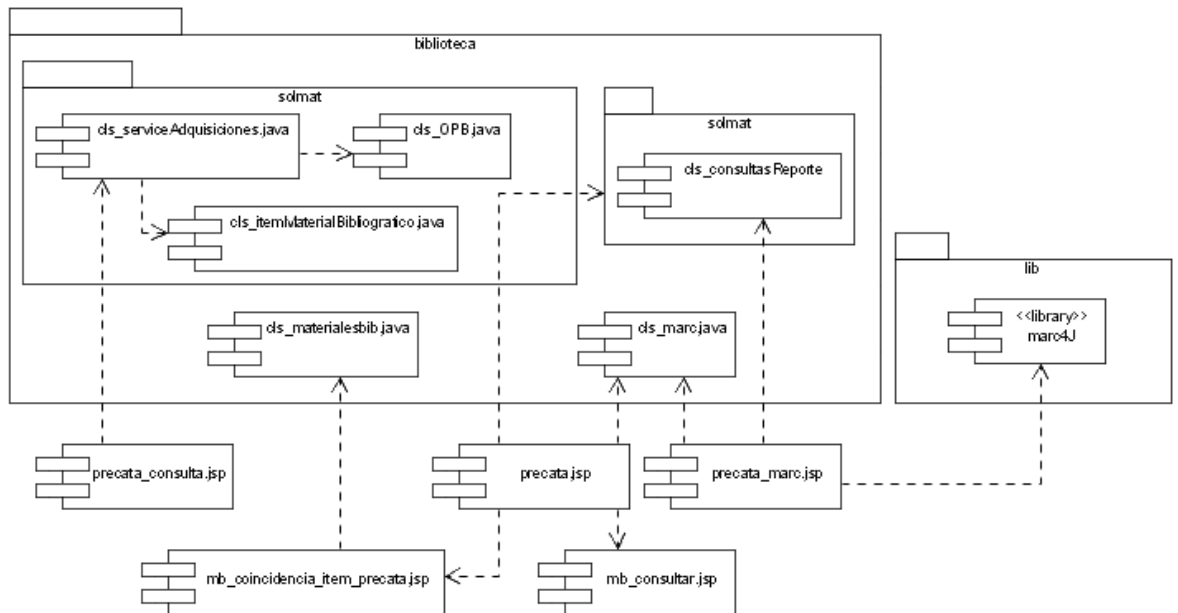 biblioteca
solmat
cls_serviceAdquisiciones.java
cls_OPB.java
cls_itemMaterialBibliografico.java
solmat
cls_consultasReporte
cls_materialesbib.java
cls_marc.java
lib
<<library>>
marc4J
precata_consulta.jsp
precata.jsp
precata_marc.jsp
mb_coincidencia_item_precata.jsp
mb_consultar.jsp